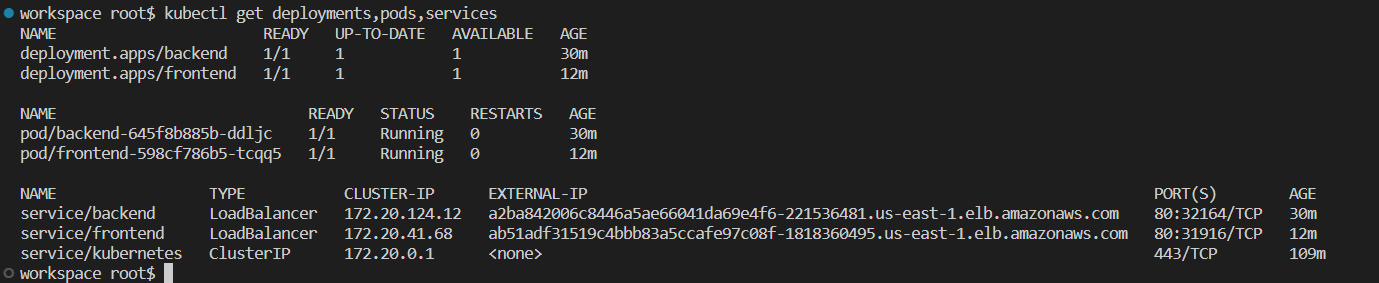 workspace root$ kubectl get deployments,pods,services
NAME READY UP-TO-DATE AVAILABLE AGE
deployment.apps/backend 1/1 1 1 30m
deployment.apps/frontend 1/1 1 1 12m
NAME READY STATUS RESTARTS AGE
pod/backend-645f8b885b-ddljc 1/1 Running 0 30m
pod/frontend-598cf786b5-tcqq5 1/1 Running 0 12m
NAME TYPE CLUSTER-IP EXTERNAL-IP PORT(S) AGE
service/backend LoadBalancer 172.20.124.12 a2ba842006c8446a5ae66041da69e4f6-221536481.us-east-1.elb.amazonaws.com 80:32164/TCP 30m
service/frontend LoadBalancer 172.20.41.68 ab51adf31519c4bbb83a5ccafe97c08f-1818360495.us-east-1.elb.amazonaws.com 80:31916/TCP 12m
service/kubernetes ClusterIP 172.20.0.1 <none> 443/TCP 109m
workspace root$